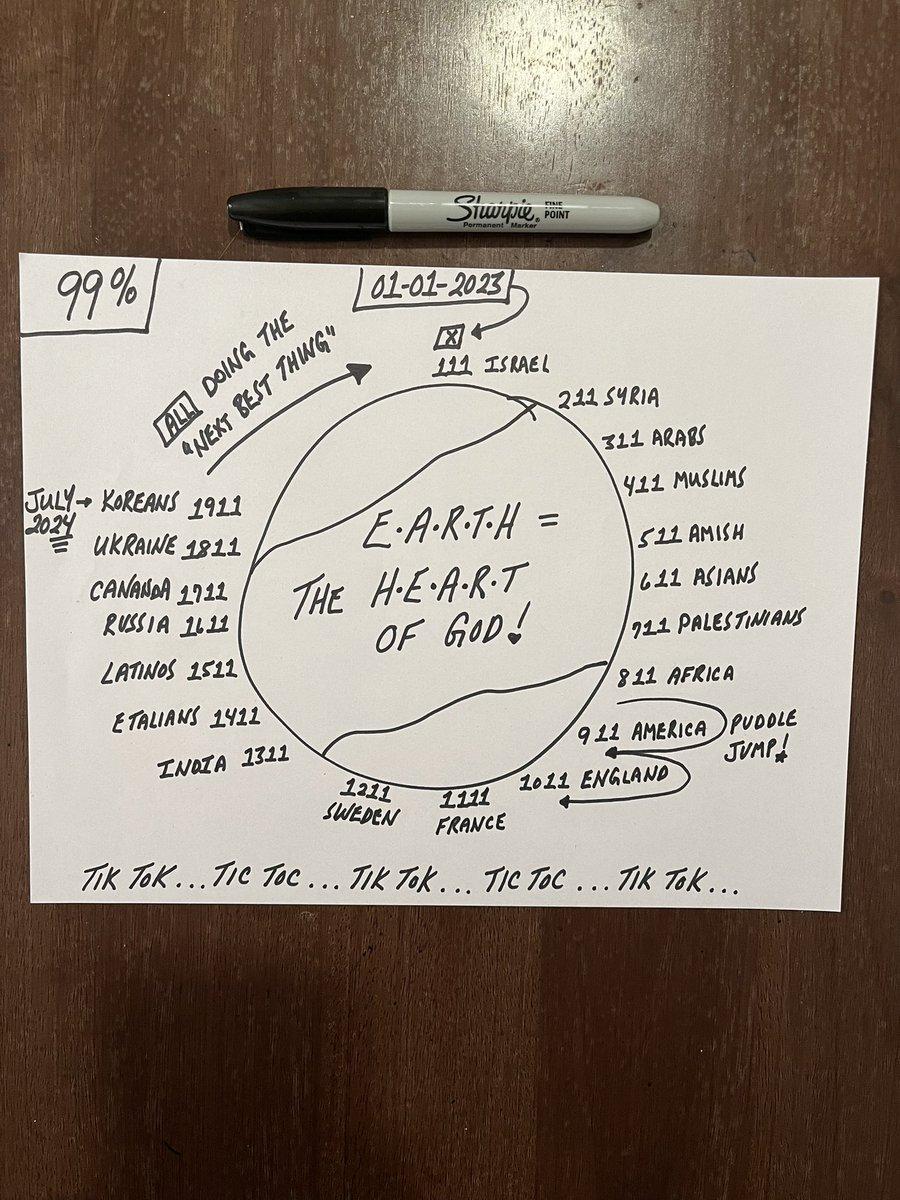 Sharpie® FINE POINT
Permanent Marker
99%
01-01-2023
X
ALL DOING THE
"NEXT BEST THING"
111 ISRAEL
211 SYRIA
311 ARABS
411 MUSLIMS
511 AMISH
611 ASIANS
711 PALESTINIANS
811 AFRICA
911 AMERICA
PUDDLE
JUMP!
1011 ENGLAND
1111
FRANCE
1211
SWEDEN
INDIA 1311
ETALIANS 1411
LATINOS 1511
RUSSIA 1611
CANANDA 1711
UKRAINE 1811
JULY → KOREANS 1911
2024
E·A·R·T·H =
THE H·E·A·R·T
OF GOD!
TIK TOK... TIC TOC... TIK TOK... TIC TOC... TIK TOK...